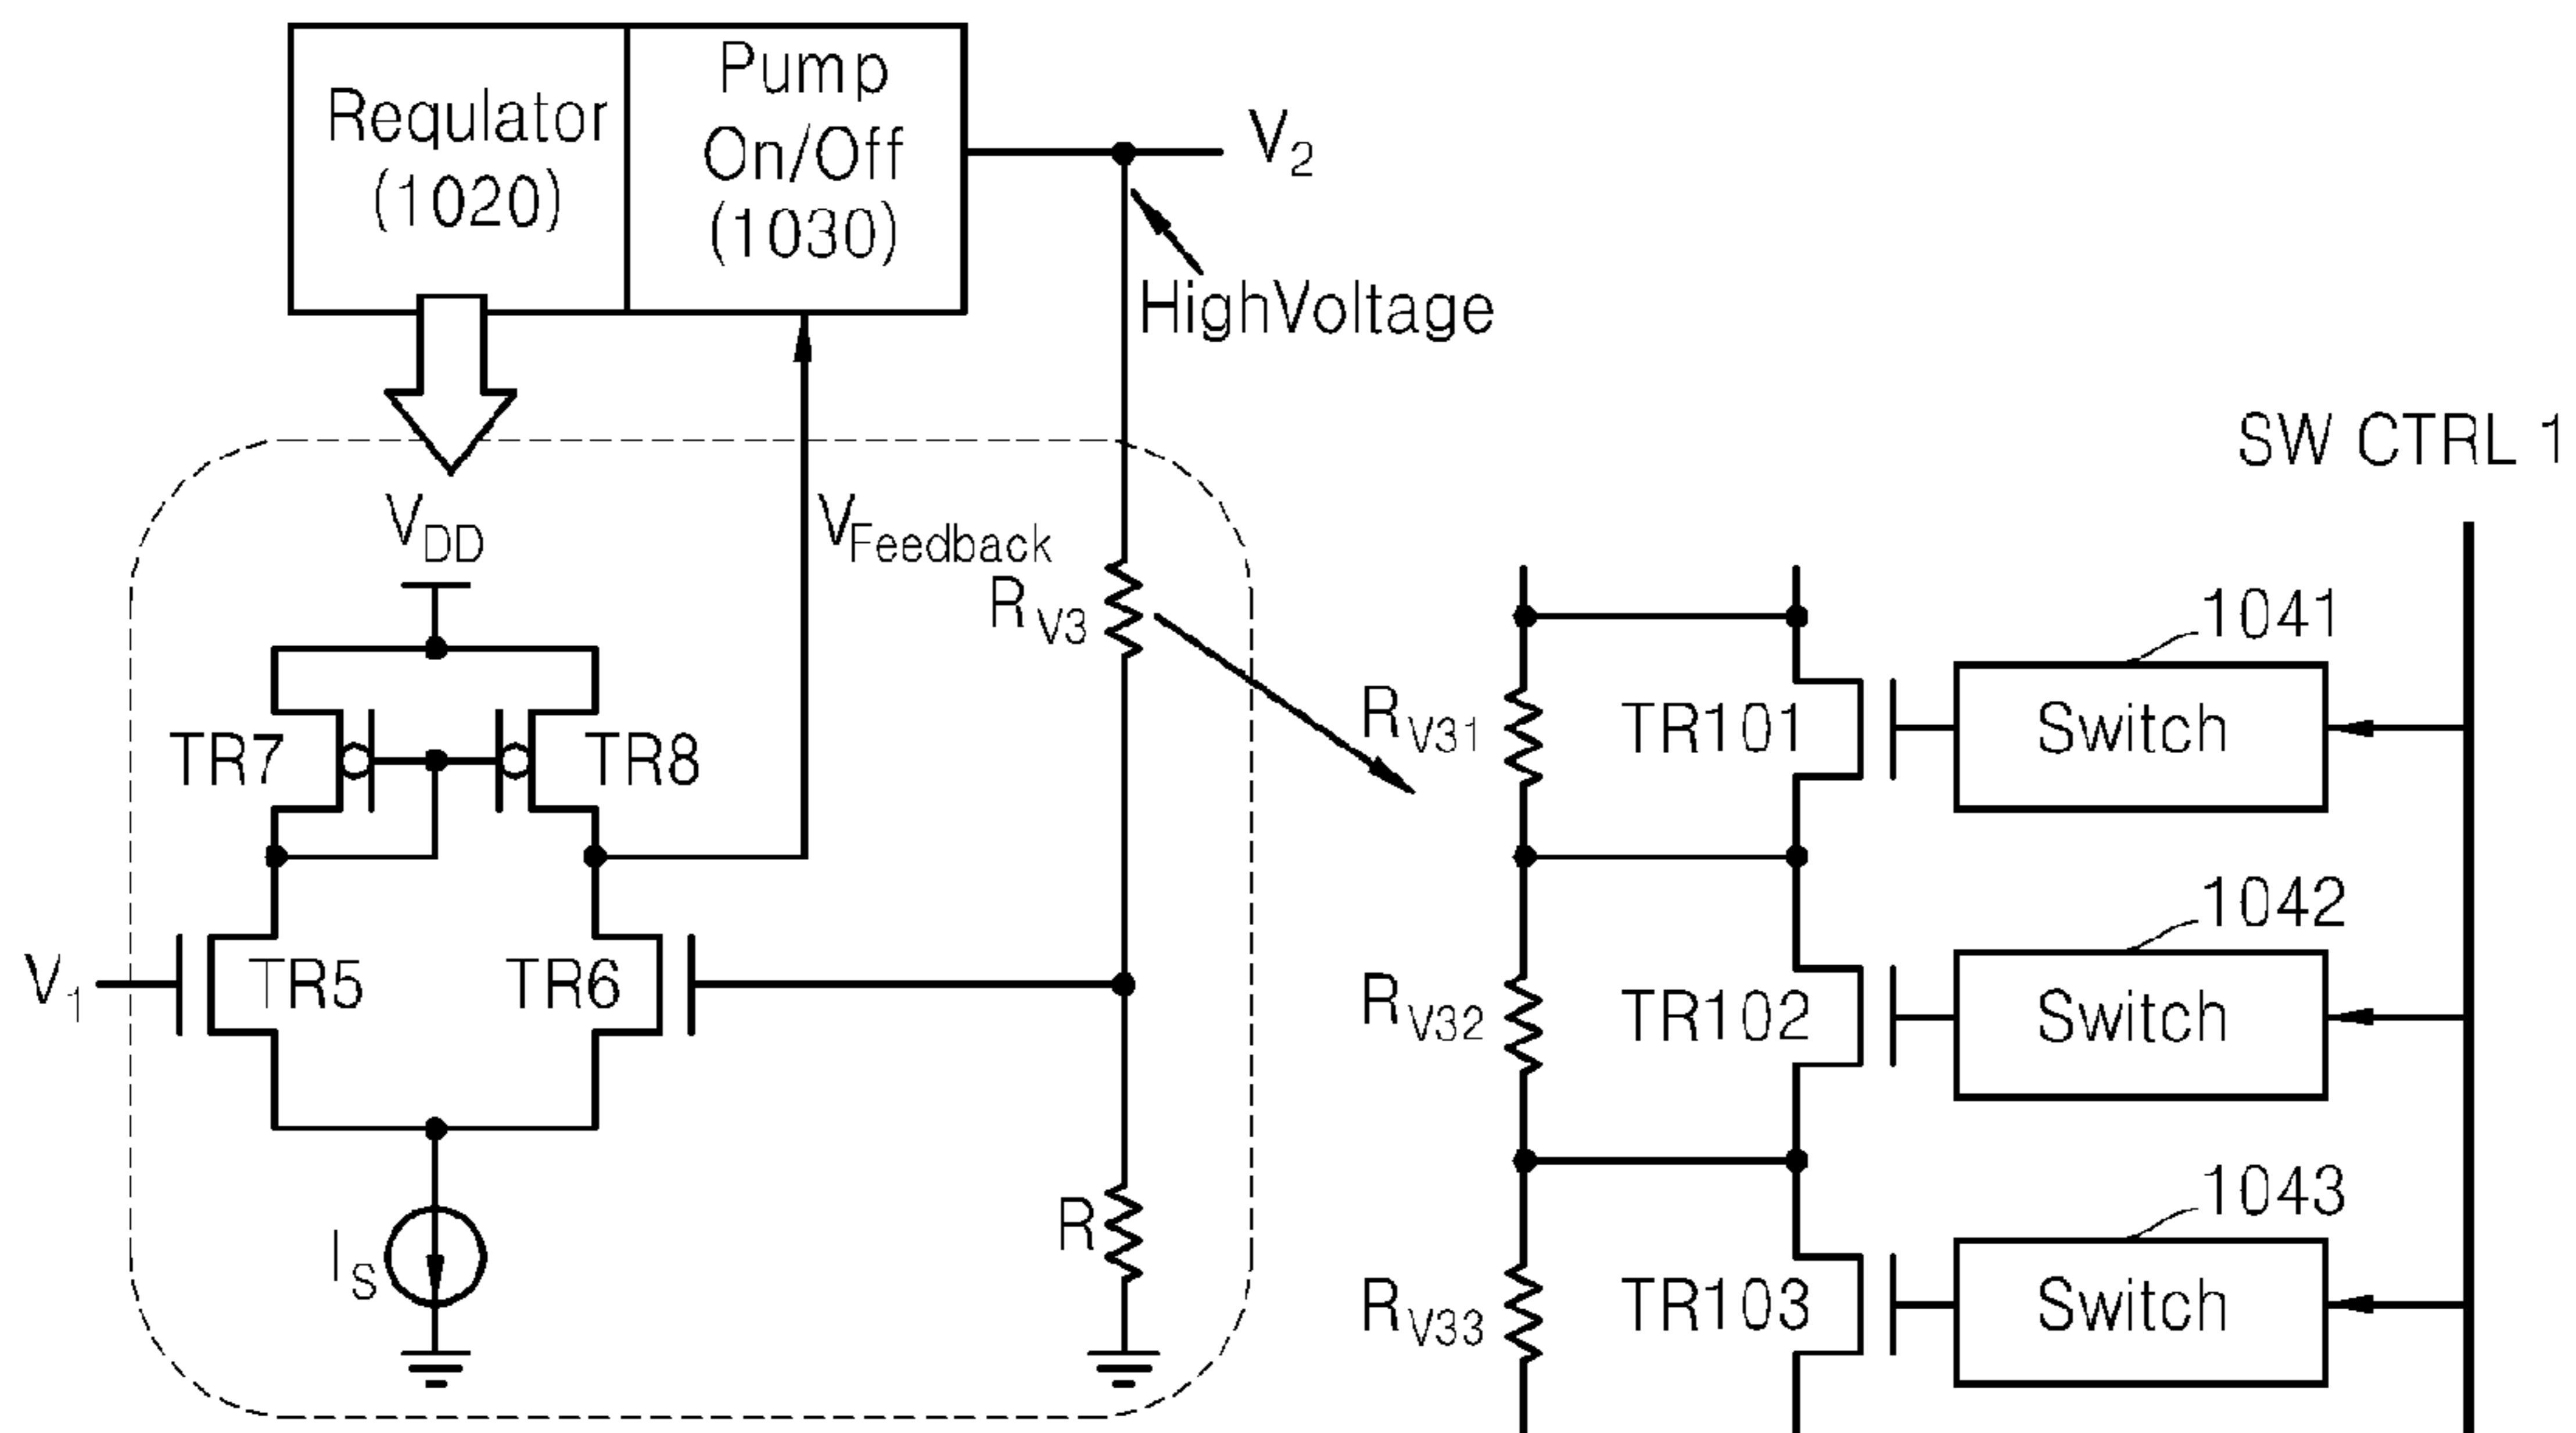 Requlator
(1020)
Pump
On/Off
(1030)
V2
HighVoltage
SW CTRL 1
VDD
VFeedback
RV3
TR7
TR8
V1
TR5
TR6
IS
R
RV31
TR101
Switch
1041
RV32
TR102
Switch
1042
RV33
TR103
Switch
1043